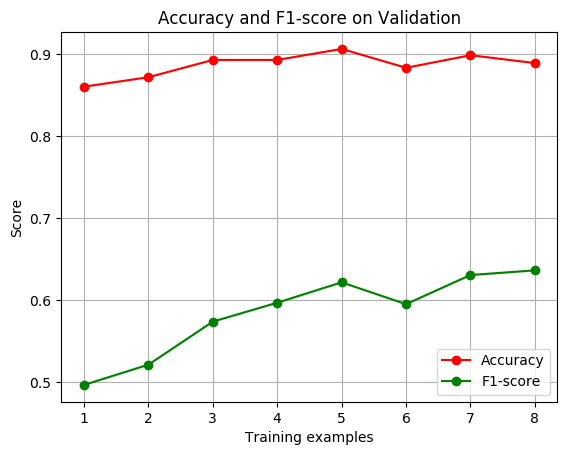 Accuracy and F1-score on Validation
0.9
0.8
0.7
0.6
0.5
Score
Accuracy
F1-score
1 2 3 4 5 6 7 8
Training examples